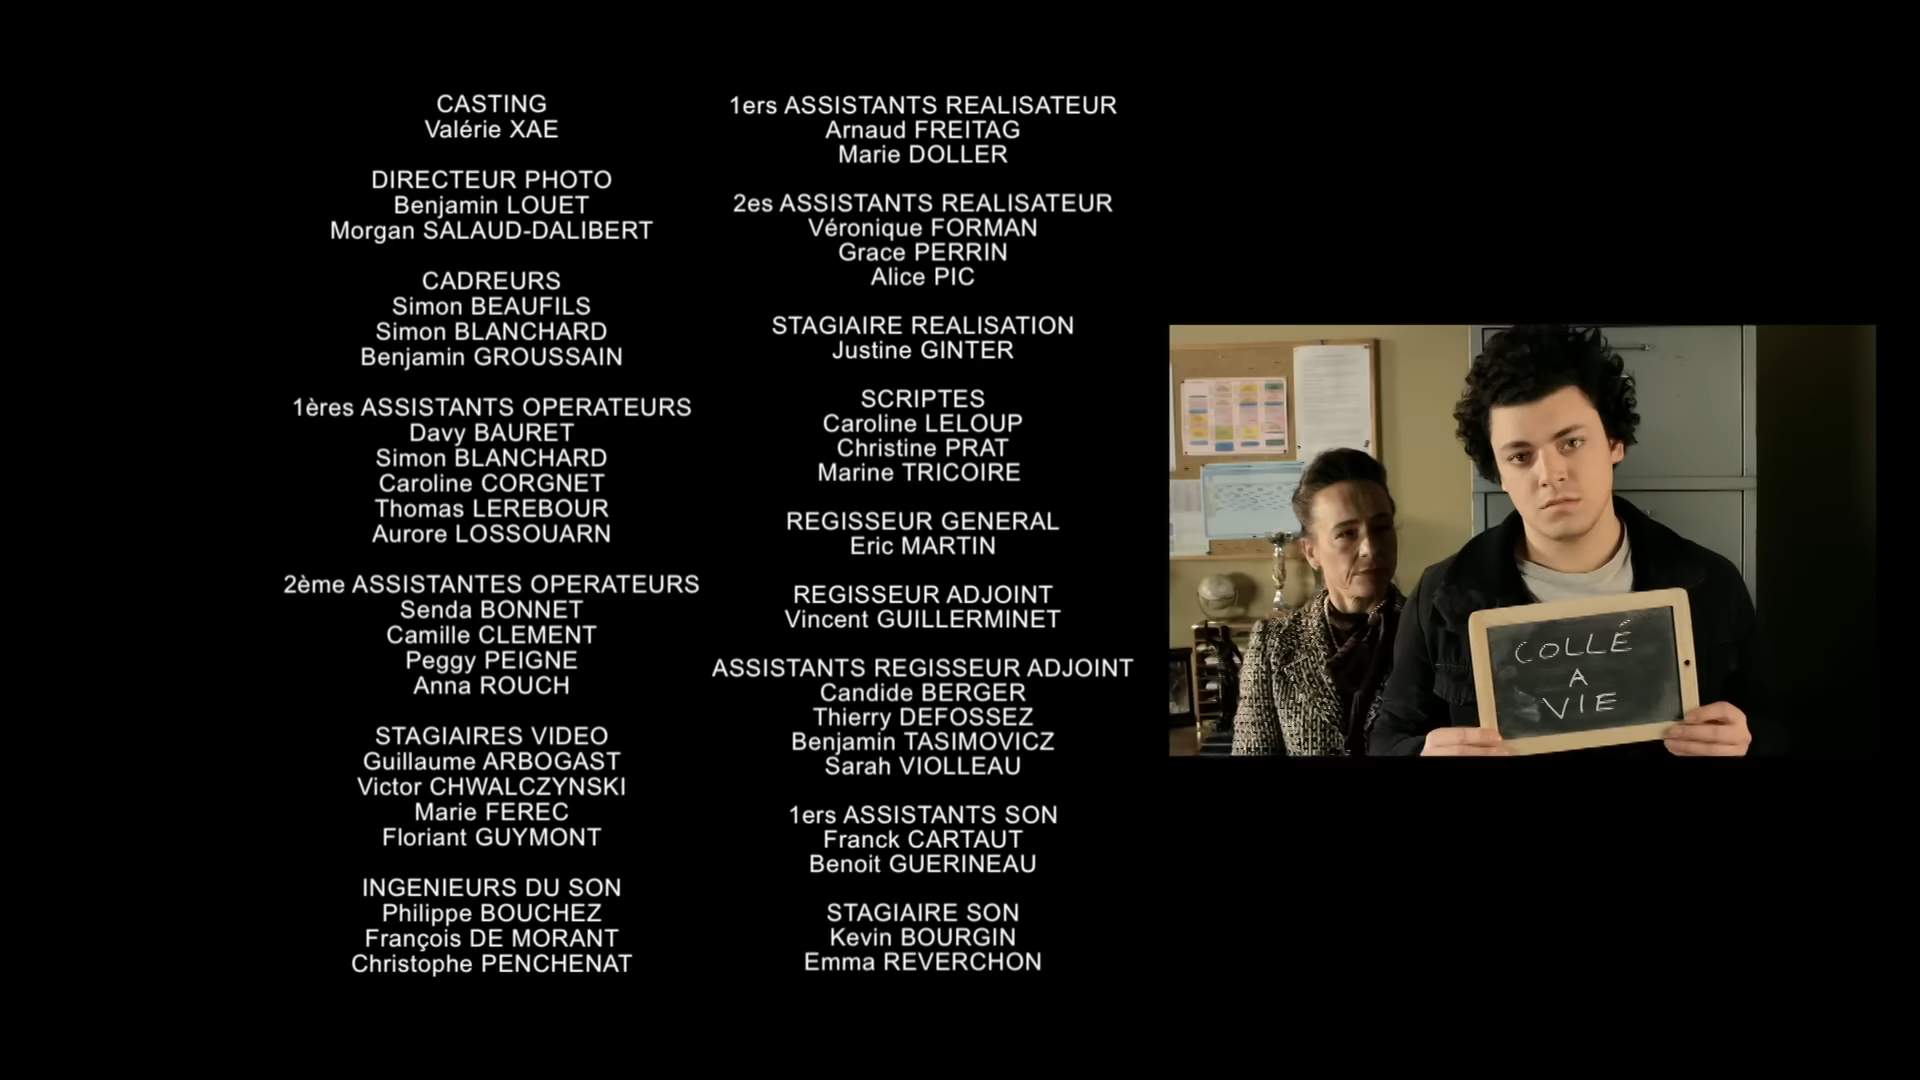 CASTING
Valérie XAE
DIRECTEUR PHOTO
Benjamin LOUET
Morgan SALAUD-DALIBERT
CADREURS
Simon BEAUFILS
Simon BLANCHARD
Benjamin GROUSSAIN
1ères ASSISTANTS OPERATEURS
Davy BAURET
Simon BLANCHARD
Caroline CORGNET
Thomas LEREBOUR
Aurore LOSSOUARN
2ème ASSISTANTES OPERATEURS
Senda BONNET
Camille CLEMENT
Peggy PEIGNE
Anna ROUCH
STAGIAIRES VIDEO
Guillaume ARBOGAST
Victor CHWALCZYNSKI
Marie FEREC
Floriant GUYMONT
INGENIEURS DU SON
Philippe BOUCHEZ
François DE MORANT
Christophe PENCHENAT
1ers ASSISTANTS REALISATEUR
Arnaud FREITAG
Marie DOLLER
2es ASSISTANTS REALISATEUR
Véronique FORMAN
Grace PERRIN
Alice PIC
STAGIAIRE REALISATION
Justine GINTER
SCRIPTES
Caroline LELOUP
Christine PRAT
Marine TRICOIRE
REGISSEUR GENERAL
Eric MARTIN
REGISSEUR ADJOINT
Vincent GUILLERMINET
ASSISTANTS REGISSEUR ADJOINT
Candide BERGER
Thierry DEFOSSEZ
Benjamin TASIMOVICZ
Sarah VIOLLEAU
1ers ASSISTANTS SON
Franck CARTAUT
Benoit GUERINEAU
STAGIAIRE SON
Kevin BOURGIN
Emma REVERCHON
COLLÉ
A
VIE